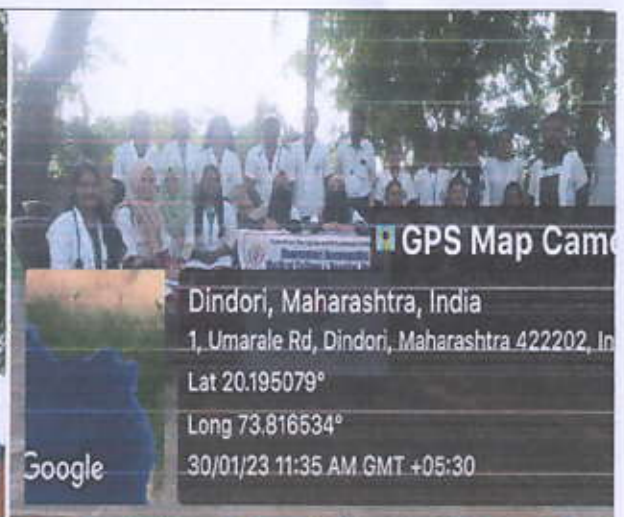 GPS Map Came
Dindori, Maharashtra, India
1, Umarale Rd, Dindori, Maharashtra 422202, In
Lat 20.195079°
Long 73.816534°
30/01/23 11:35 AM GMT +05:30
Google